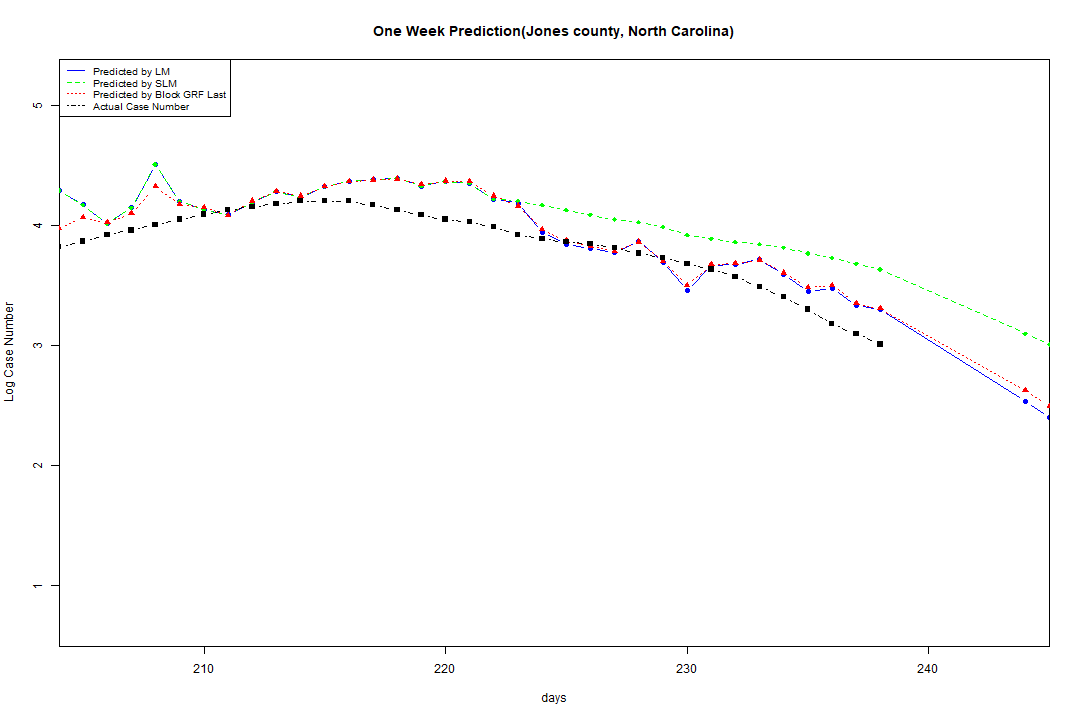 One Week Prediction(Jones county, North Carolina)
Predicted by LM
Predicted by SLM
Predicted by Block GRF Last
Actual Case Number
5
4
3
2
1
Log Case Number
210 220 230 240
days